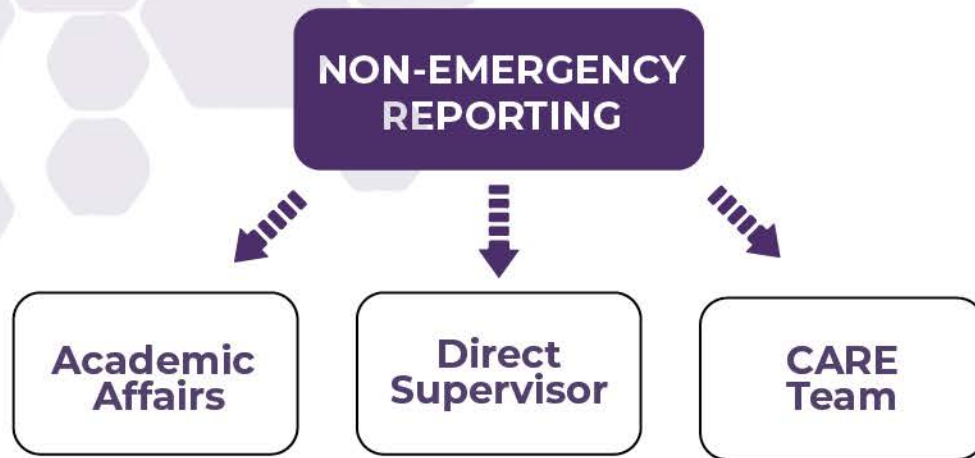 NON-EMERGENCY
REPORTING
Academic
Affairs
Direct
Supervisor
CARE
Team